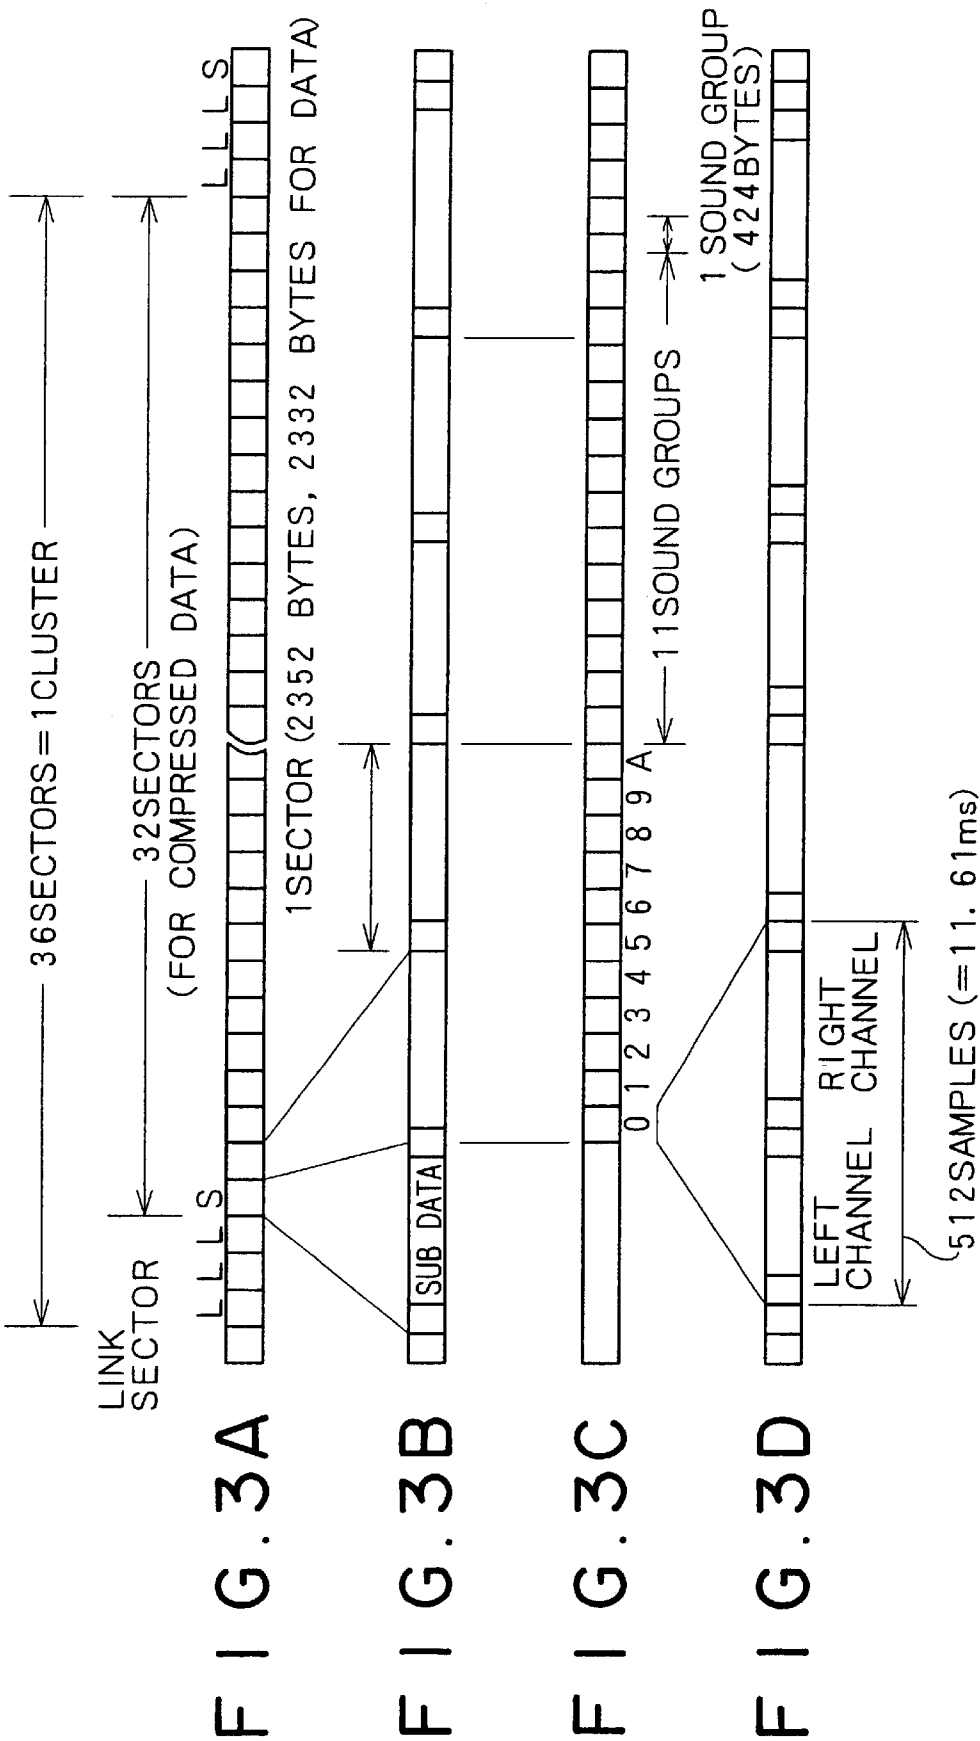 36SECTORS=1CLUSTER
32SECTORS
(FOR COMPRESSED DATA)
LINK
SECTOR
L L L S
L L L S
FIG.3A
1SECTOR (2352 BYTES, 2332 BYTES FOR DATA)
FIG.3B
SUB DATA
FIG.3C
0 1 2 3 4 5 6 7 8 9 A
11SOUND GROUPS
1 SOUND GROUP
(424BYTES)
FIG.3D
LEFT
CHANNEL
RIGHT
CHANNEL
512SAMPLES (=11.61ms)